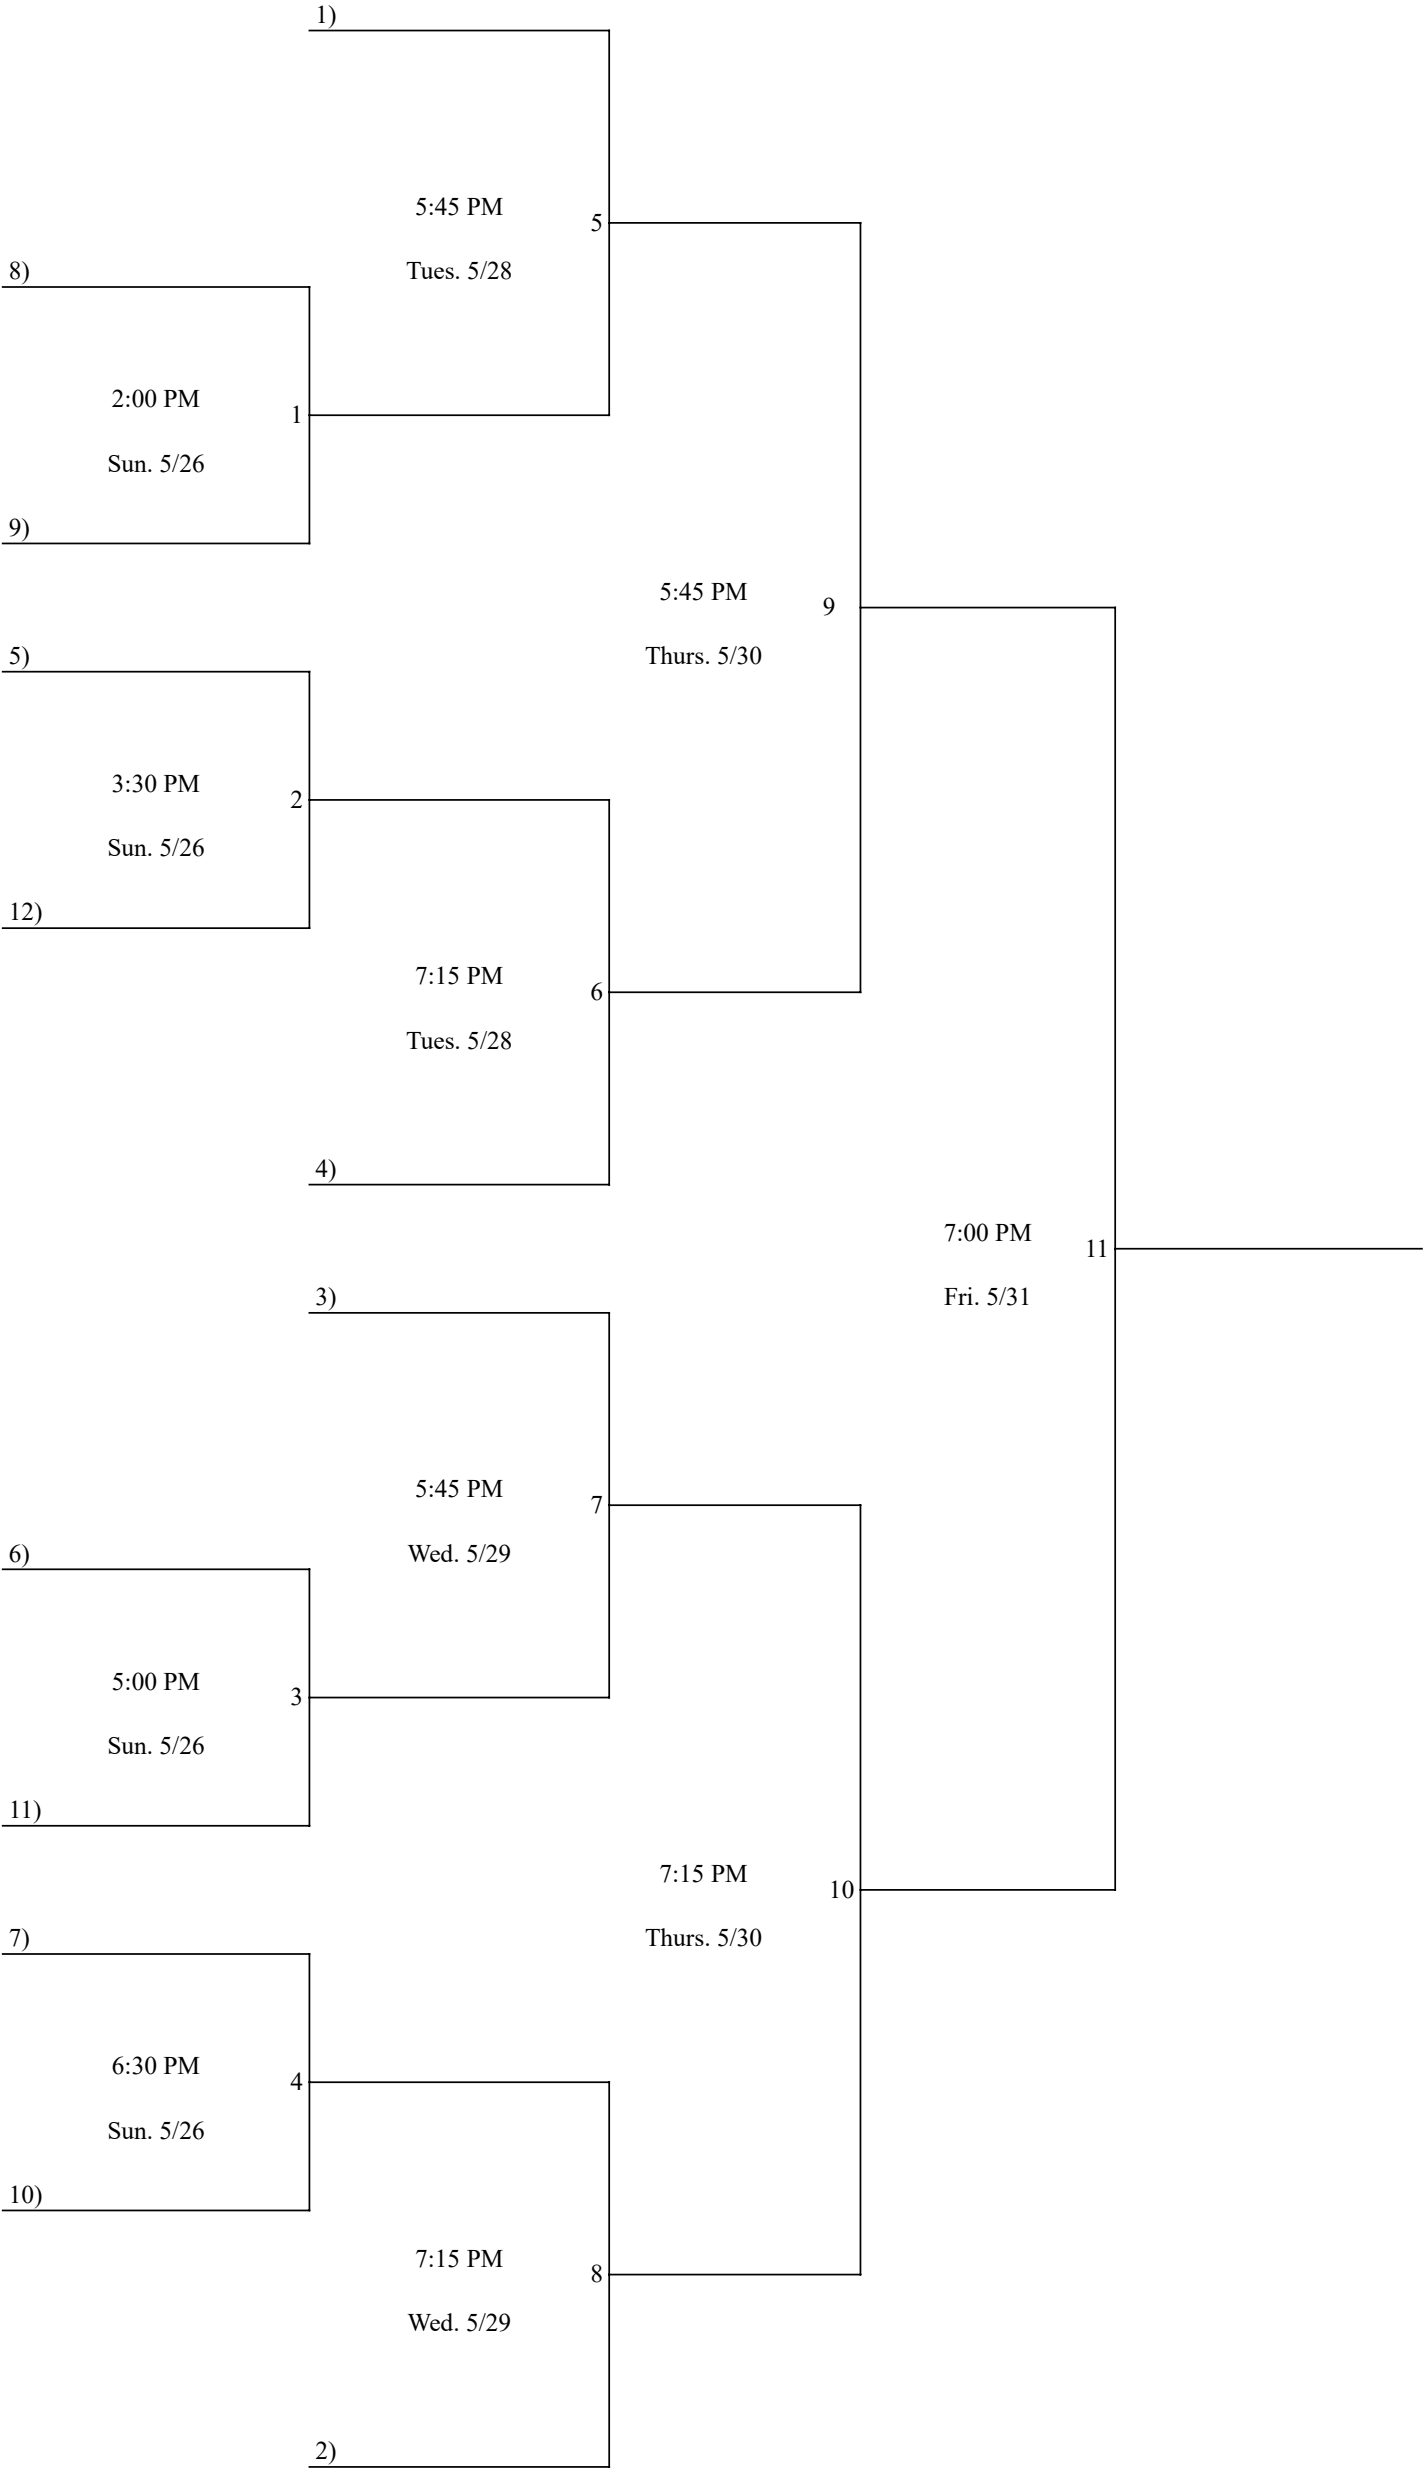 1)
5:45 PM
5
Tues. 5/28
8)
2:00 PM
1
Sun. 5/26
9)
5:45 PM
9
Thurs. 5/30
5)
3:30 PM
2
Sun. 5/26
12)
7:15 PM
6
Tues. 5/28
4)
7:00 PM
11
Fri. 5/31
3)
5:45 PM
7
Wed. 5/29
6)
5:00 PM
3
Sun. 5/26
11)
7:15 PM
10
Thurs. 5/30
7)
6:30 PM
4
Sun. 5/26
10)
7:15 PM
8
Wed. 5/29
2)